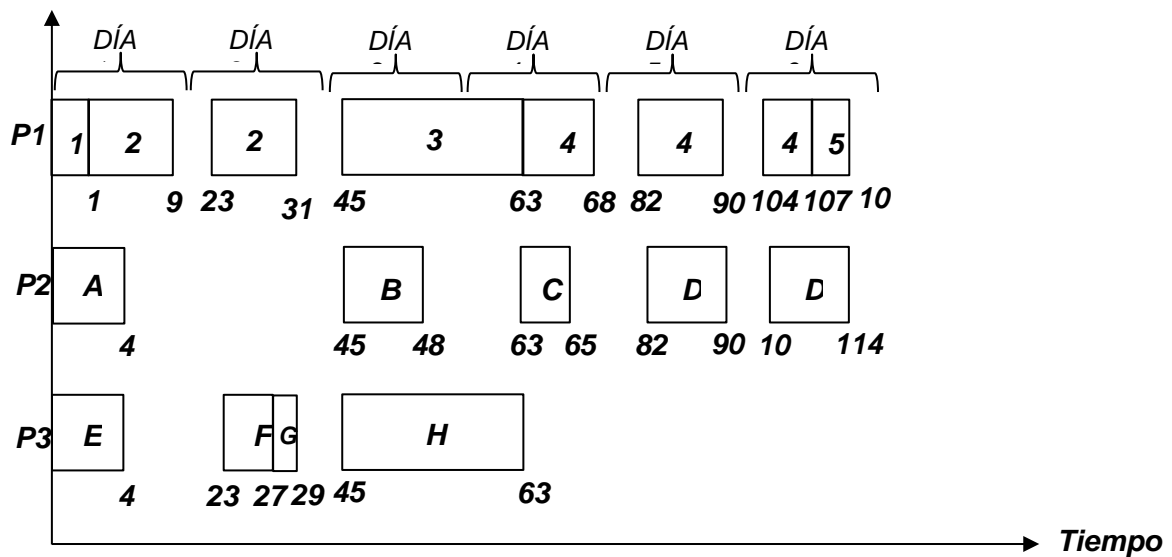 DÍA DÍA DÍA DÍA DÍA DÍA
P1 1 2 2 3 4 4 4 5
1 9 23 31 45 63 68 82 90 104 107 10
P2 A B C D D
4 45 48 63 65 82 90 10 114
P3 E F G H
4 23 27 29 45 63
Tiempo